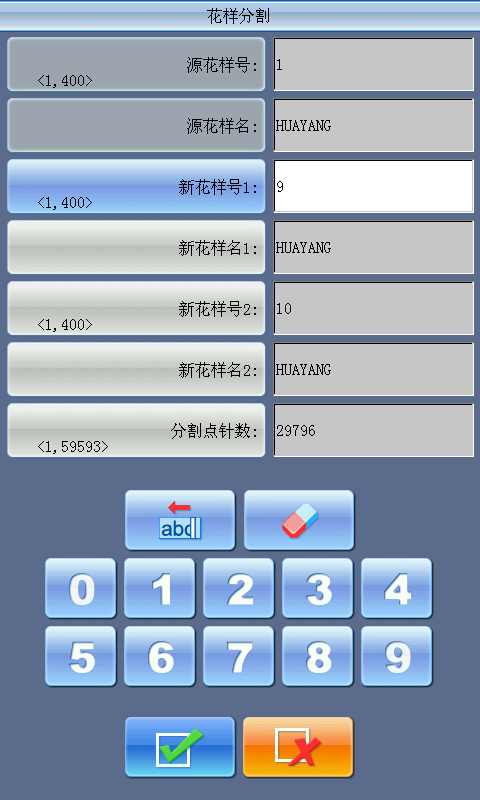 花样分割
源花样号: 1
<1,400>
源花样名: HUAYANG
新花样号1: 9
<1,400>
新花样名1: HUAYANG
新花样号2: 10
<1,400>
新花样名2: HUAYANG
分割点针数: 29796
<1,59593>
abc
0 1 2 3 4
5 6 7 8 9